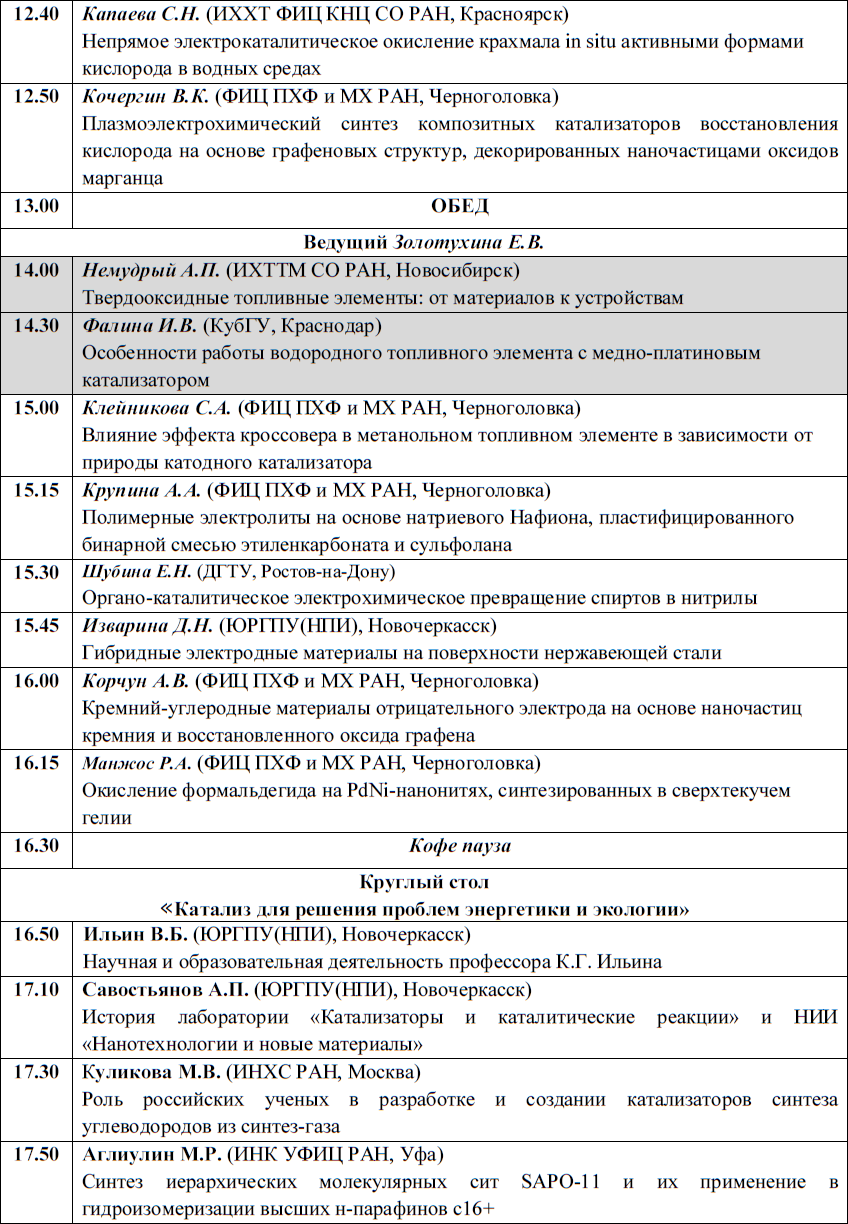 12.40 Капаева С.Н. (ИХХТ ФИЦ КНЦ СО РАН, Красноярск)
Непрямое электрокаталитическое окисление крахмала in situ активными формами
кислорода в водных средах
12.50 Кочергин В.К. (ФИЦ ПХФ и МХ РАН, Черноголовка)
Плазмоэлектрохимический синтез композитных катализаторов восстановления
кислорода на основе графеновых структур, декорированных наночастицами оксидов
марганца
13.00 ОБЕД
Ведущий Золотухина Е.В.
14.00 Немудрый А.П. (ИХТТМ СО РАН, Новосибирск)
Твердооксидные топливные элементы: от материалов к устройствам
14.30 Фалина И.В. (КубГУ, Краснодар)
Особенности работы водородного топливного элемента с медно-платиновым
катализатором
15.00 Клейникова С.А. (ФИЦ ПХФ и МХ РАН, Черноголовка)
Влияние эффекта кроссовера в метанольном топливном элементе в зависимости от
природы катодного катализатора
15.15 Крупина А.А. (ФИЦ ПХФ и МХ РАН, Черноголовка)
Полимерные электролиты на основе натриевого Нафиона, пластифицированного
бинарной смесью этиленкарбоната и сульфолана
15.30 Шубина Е.Н. (ДГТУ, Ростов-на-Дону)
Органо-каталитическое электрохимическое превращение спиртов в нитрилы
15.45 Изварина Д.Н. (ЮРГПУ(НПИ), Новочеркасск)
Гибридные электродные материалы на поверхности нержавеющей стали
16.00 Корчун А.В. (ФИЦ ПХФ и МХ РАН, Черноголовка)
Кремний-углеродные материалы отрицательного электрода на основе наночастиц
кремния и восстановленного оксида графена
16.15 Манжос Р.А. (ФИЦ ПХФ и МХ РАН, Черноголовка)
Окисление формальдегида на PdNi-нанонитях, синтезированных в сверхтекучем
гелии
16.30 Кофе пауза
Круглый стол
«Катализ для решения проблем энергетики и экологии»
16.50 Ильин В.Б. (ЮРГПУ(НПИ), Новочеркасск)
Научная и образовательная деятельность профессора К.Г. Ильина
17.10 Савостьянов А.П. (ЮРГПУ(НПИ), Новочеркасск)
История лаборатории «Катализаторы и каталитические реакции» и НИИ
«Нанотехнологии и новые материалы»
17.30 Куликова М.В. (ИНХС РАН, Москва)
Роль российских ученых в разработке и создании катализаторов синтеза
углеводородов из синтез-газа
17.50 Аглиулин М.Р. (ИНК УФИЦ РАН, Уфа)
Синтез иерархических молекулярных сит SAPO-11 и их применение в
гидроизомеризации высших н-парафинов с16+